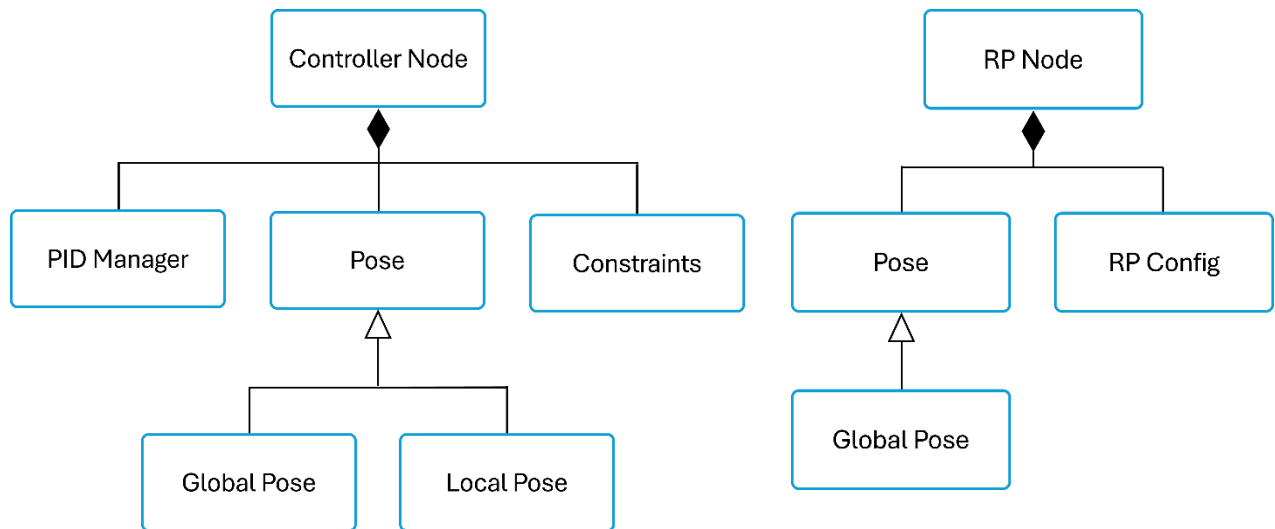 Controller Node
RP Node
PID Manager
Pose
Constraints
Pose
RP Config
Global Pose
Local Pose
Global Pose